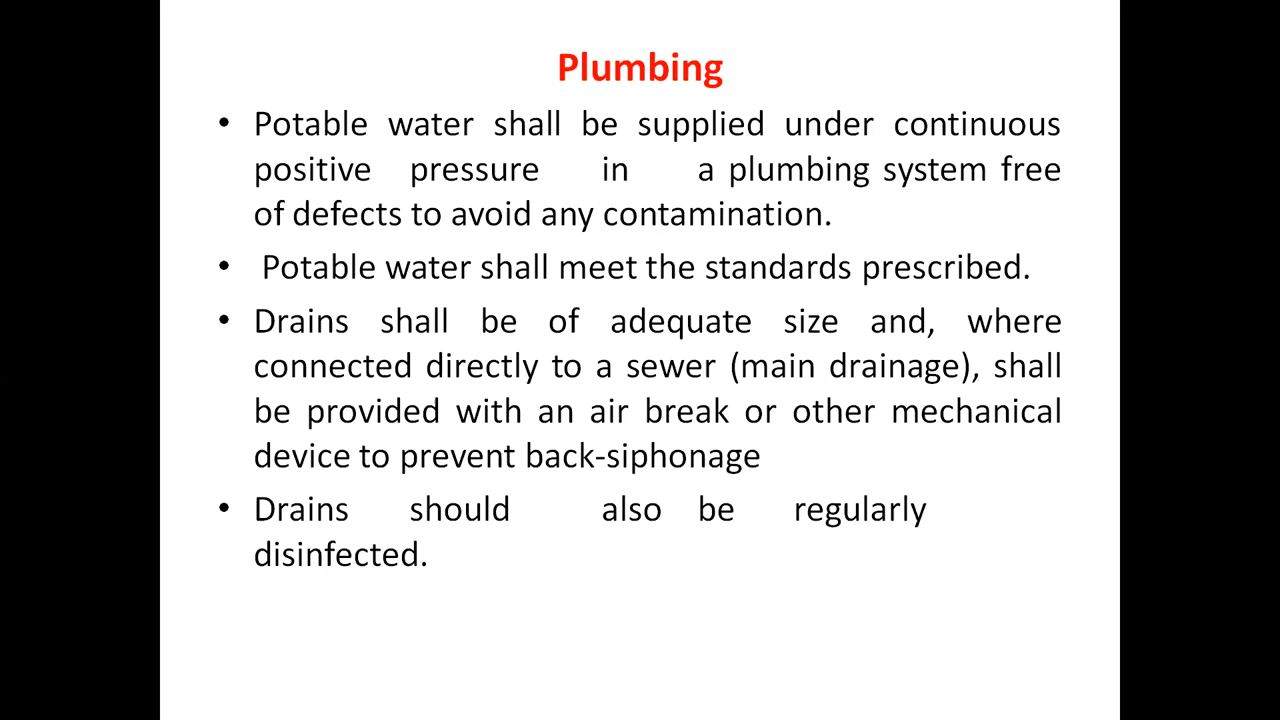 Plumbing
• Potable water shall be supplied under continuous
positive pressure in a plumbing system free
of defects to avoid any contamination.
• Potable water shall meet the standards prescribed.
• Drains shall be of adequate size and, where
connected directly to a sewer (main drainage), shall
be provided with an air break or other mechanical
device to prevent back-siphonage
• Drains should also be regularly
disinfected.